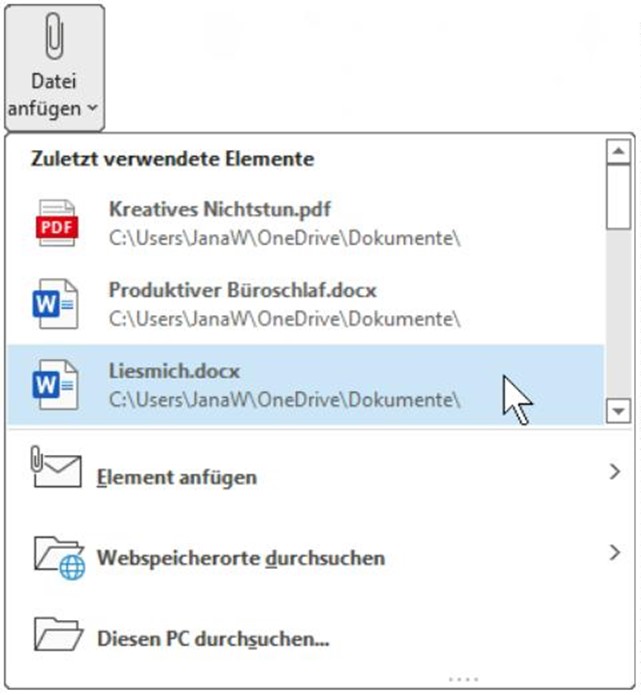 Datei
anfügen
Zuletzt verwendete Elemente
PDF
Kreatives Nichtstun.pdf
C:\Users\JanaW\OneDrive\Dokumente\
W
Produktiver Büroschlaf.docx
C:\Users\JanaW\OneDrive\Dokumente\
W
Liesmich.docx
C:\Users\JanaW\OneDrive\Dokumente\
Element anfügen
Webspeicherorte durchsuchen
Diesen PC durchsuchen...